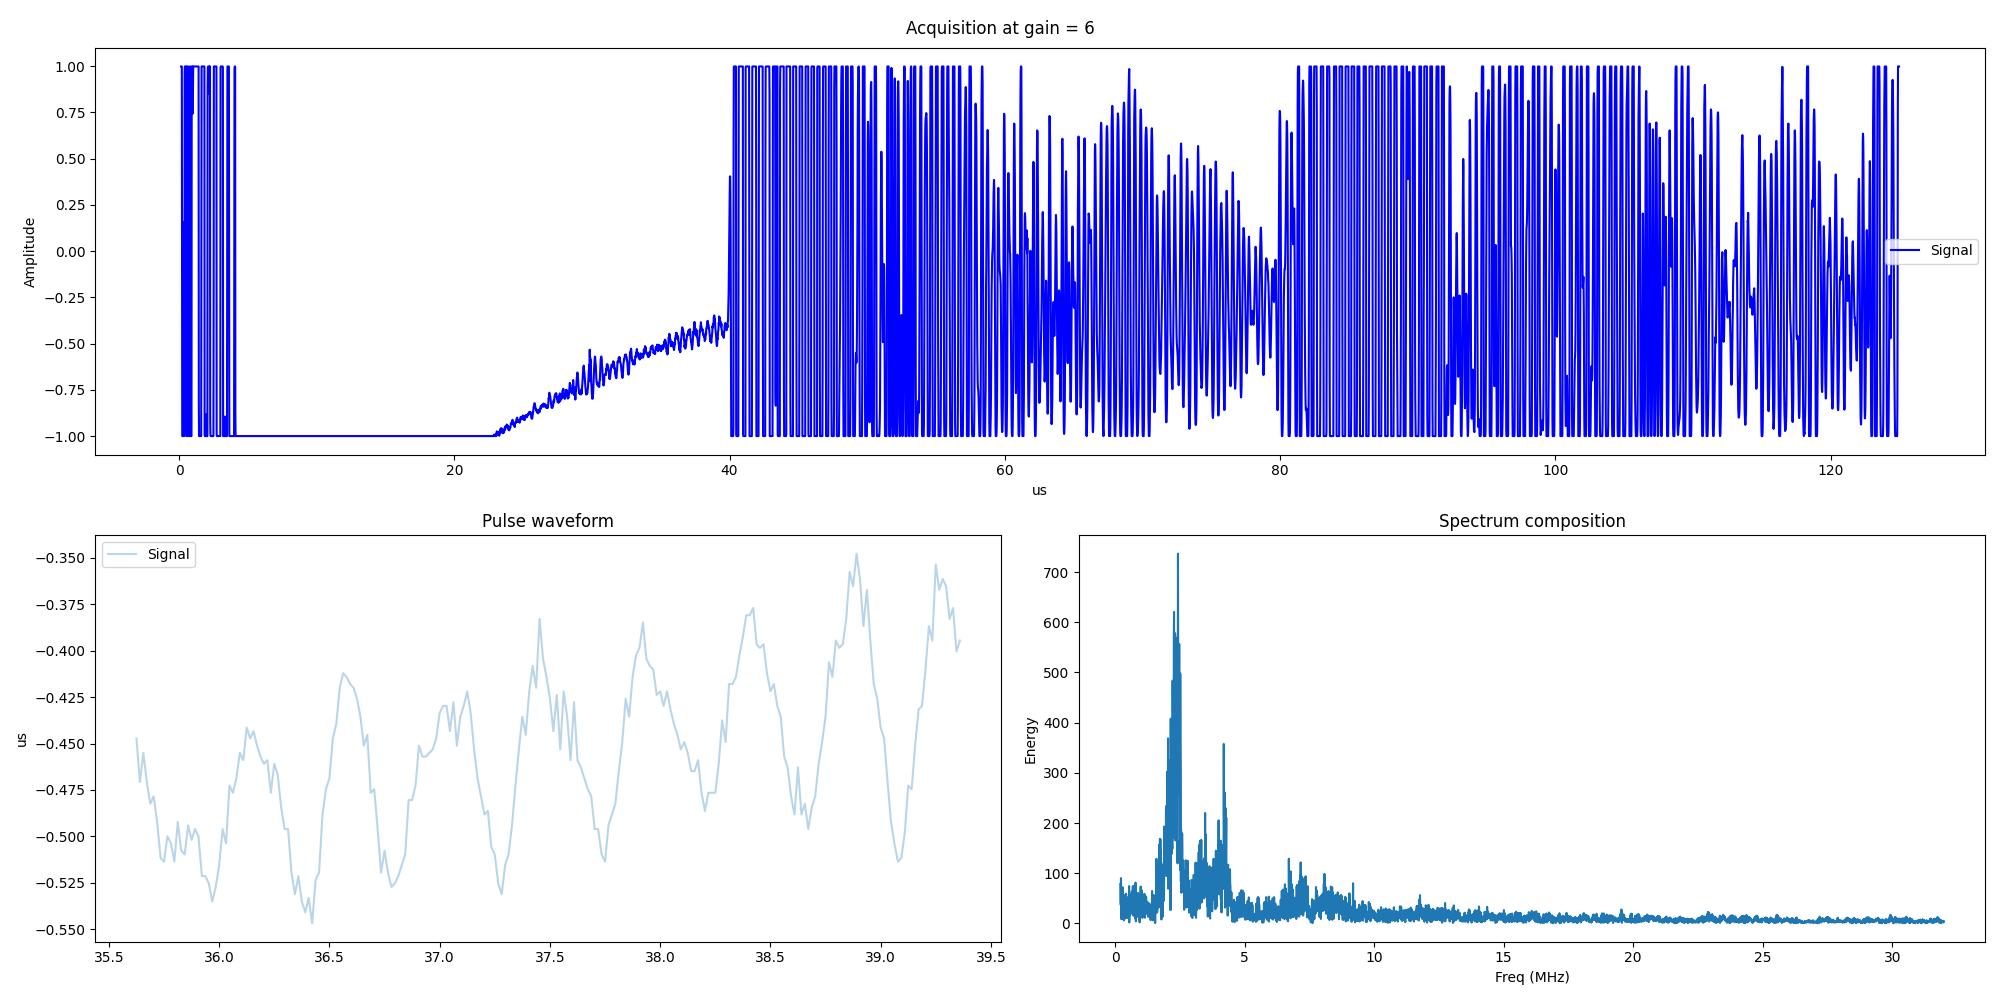 Acquisition at gain = 6
Amplitude
1.00
0.75
0.50
0.25
0.00
−0.25
−0.50
−0.75
−1.00
Signal
0 20 40 60 80 100 120
us
Pulse waveform
us
−0.350
−0.375
−0.400
−0.425
−0.450
−0.475
−0.500
−0.525
−0.550
Signal
35.5 36.0 36.5 37.0 37.5 38.0 38.5 39.0 39.5
Spectrum composition
Energy
700
600
500
400
300
200
100
0
0 5 10 15 20 25 30
Freq (MHz)